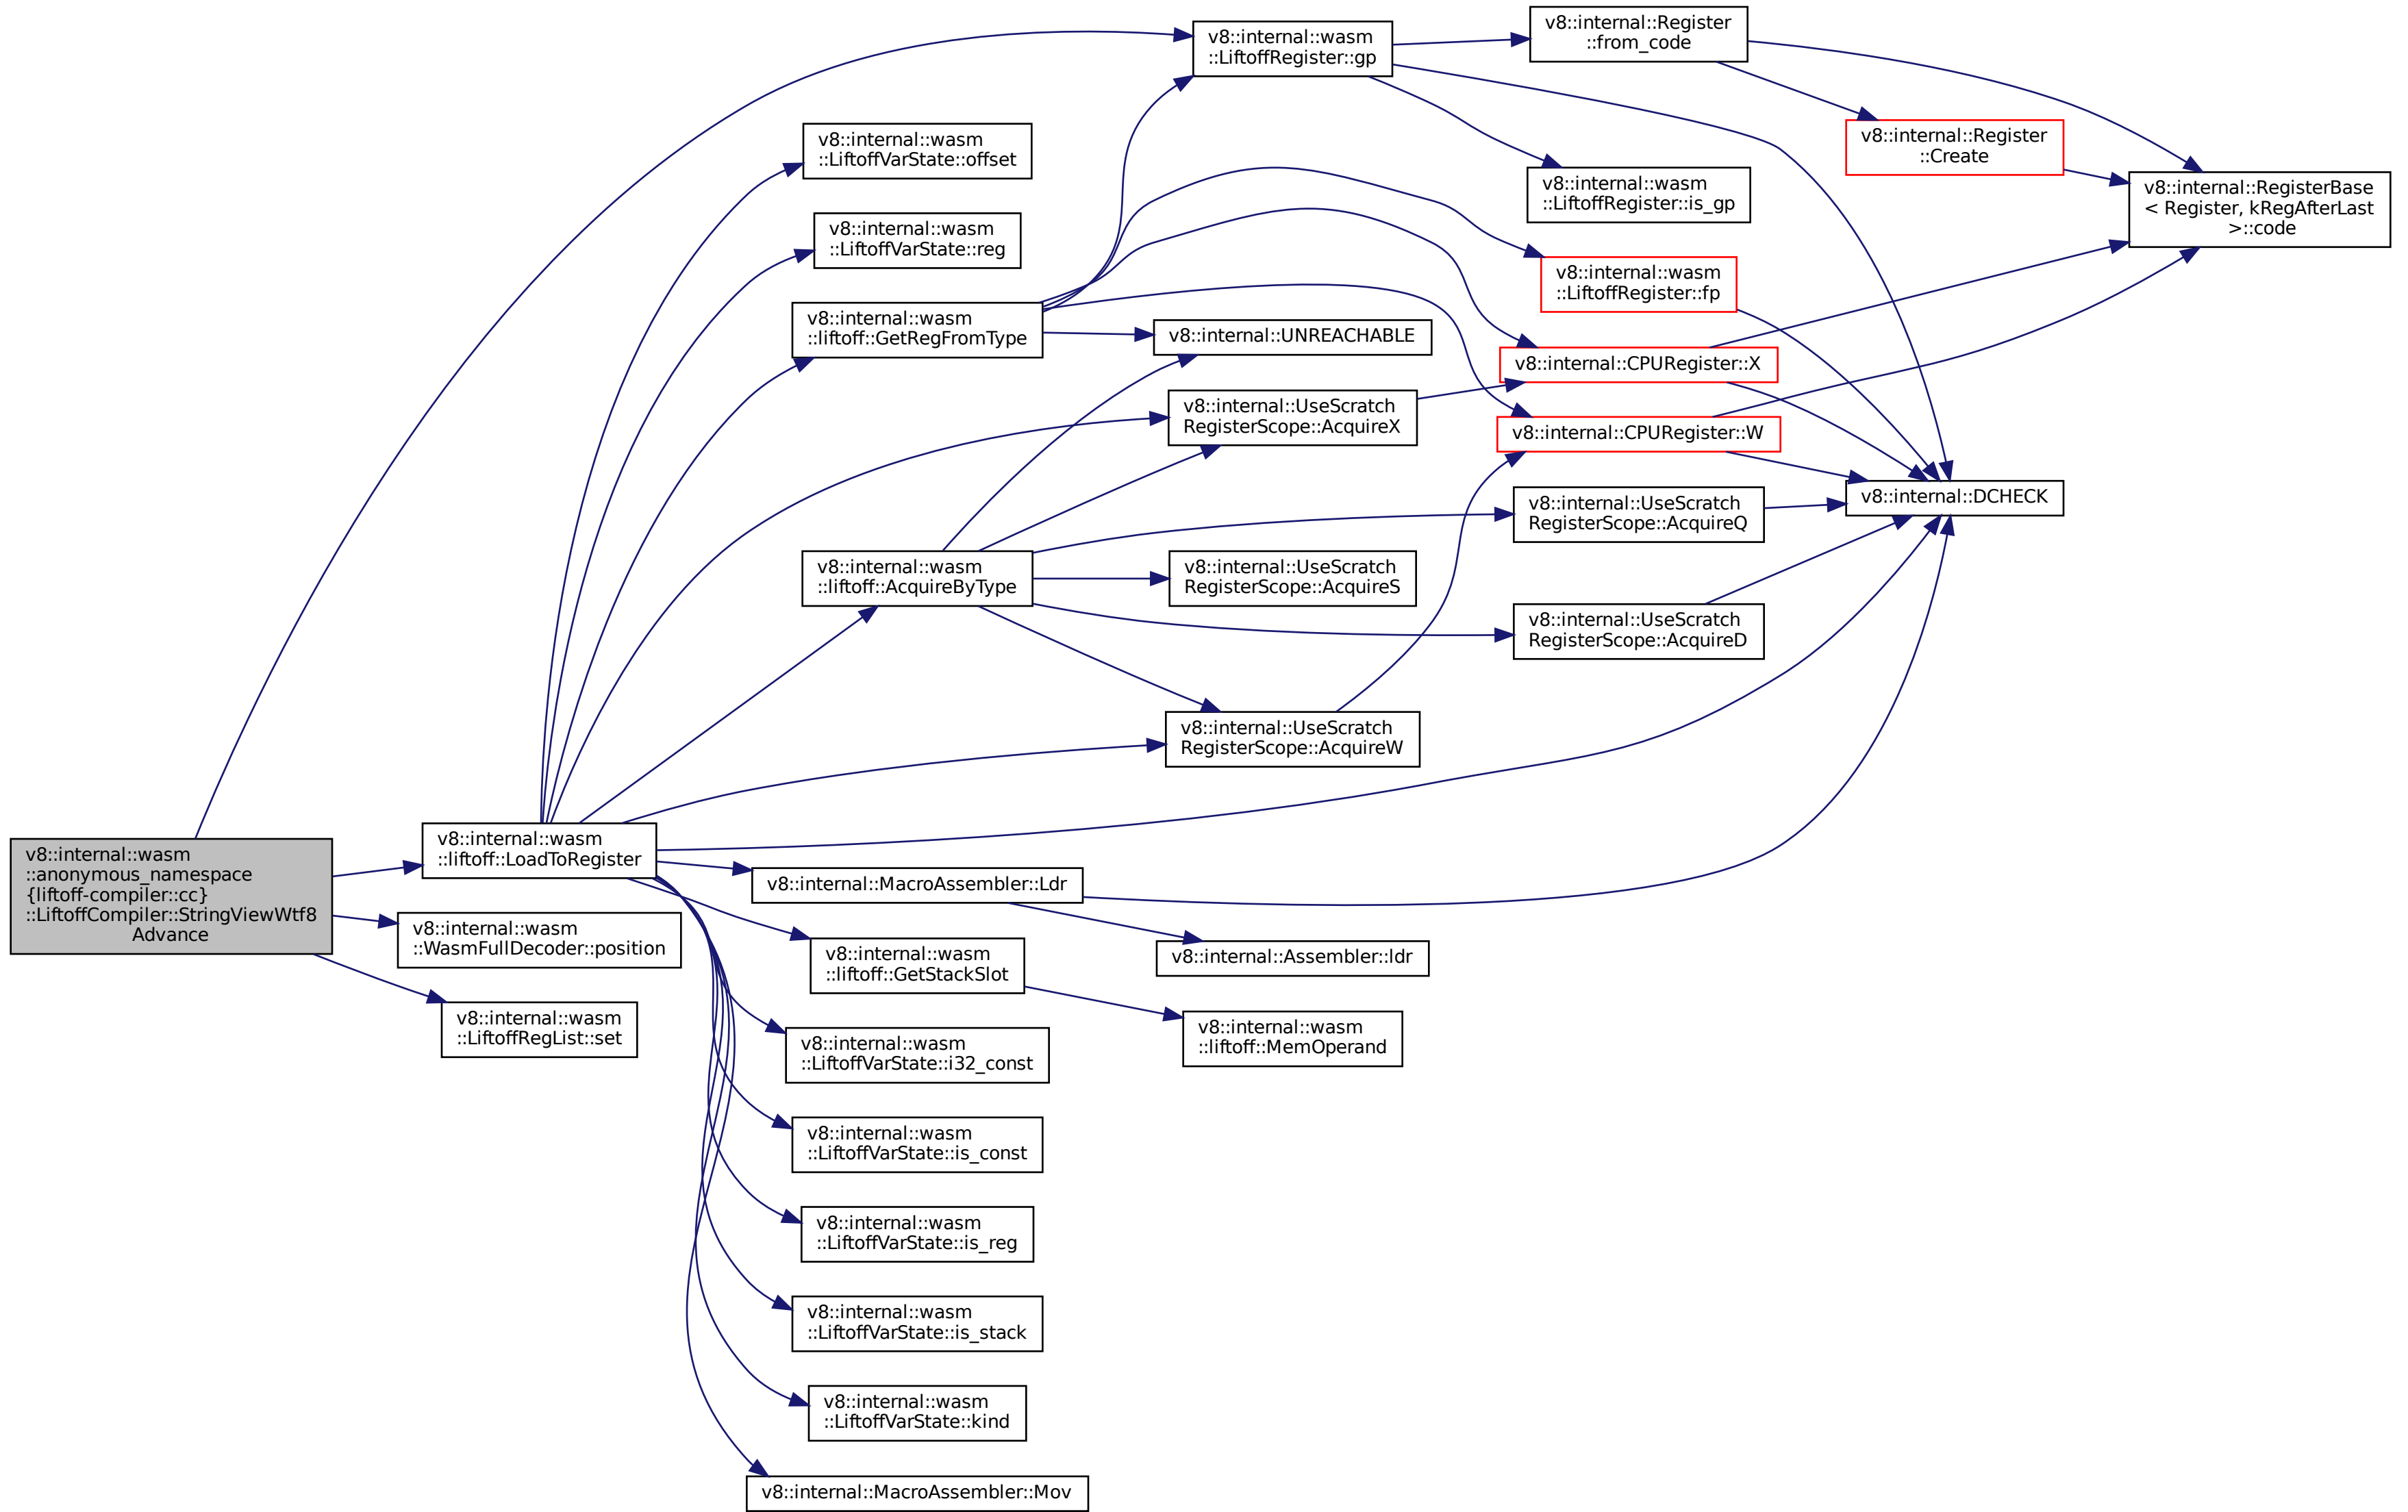 v8::internal::wasm
::anonymous_namespace
{liftoff-compiler::cc}
::LiftoffCompiler::StringViewWtf8
Advance
v8::internal::wasm
::liftoff::LoadToRegister
v8::internal::wasm
::WasmFullDecoder::position
v8::internal::wasm
::LiftoffRegList::set
v8::internal::wasm
::LiftoffVarState::offset
v8::internal::wasm
::LiftoffVarState::reg
v8::internal::wasm
::liftoff::GetRegFromType
v8::internal::wasm
::liftoff::AcquireByType
v8::internal::MacroAssembler::Ldr
v8::internal::wasm
::liftoff::GetStackSlot
v8::internal::wasm
::LiftoffVarState::i32_const
v8::internal::wasm
::LiftoffVarState::is_const
v8::internal::wasm
::LiftoffVarState::is_reg
v8::internal::wasm
::LiftoffVarState::is_stack
v8::internal::wasm
::LiftoffVarState::kind
v8::internal::MacroAssembler::Mov
v8::internal::wasm
::LiftoffRegister::gp
v8::internal::UNREACHABLE
v8::internal::UseScratch
RegisterScope::AcquireX
v8::internal::UseScratch
RegisterScope::AcquireS
v8::internal::UseScratch
RegisterScope::AcquireW
v8::internal::Assembler::ldr
v8::internal::wasm
::liftoff::MemOperand
v8::internal::Register
::from_code
v8::internal::wasm
::LiftoffRegister::is_gp
v8::internal::wasm
::LiftoffRegister::fp
v8::internal::CPURegister::X
v8::internal::CPURegister::W
v8::internal::UseScratch
RegisterScope::AcquireQ
v8::internal::UseScratch
RegisterScope::AcquireD
v8::internal::Register
::Create
v8::internal::DCHECK
v8::internal::RegisterBase
< Register, kRegAfterLast
>::code